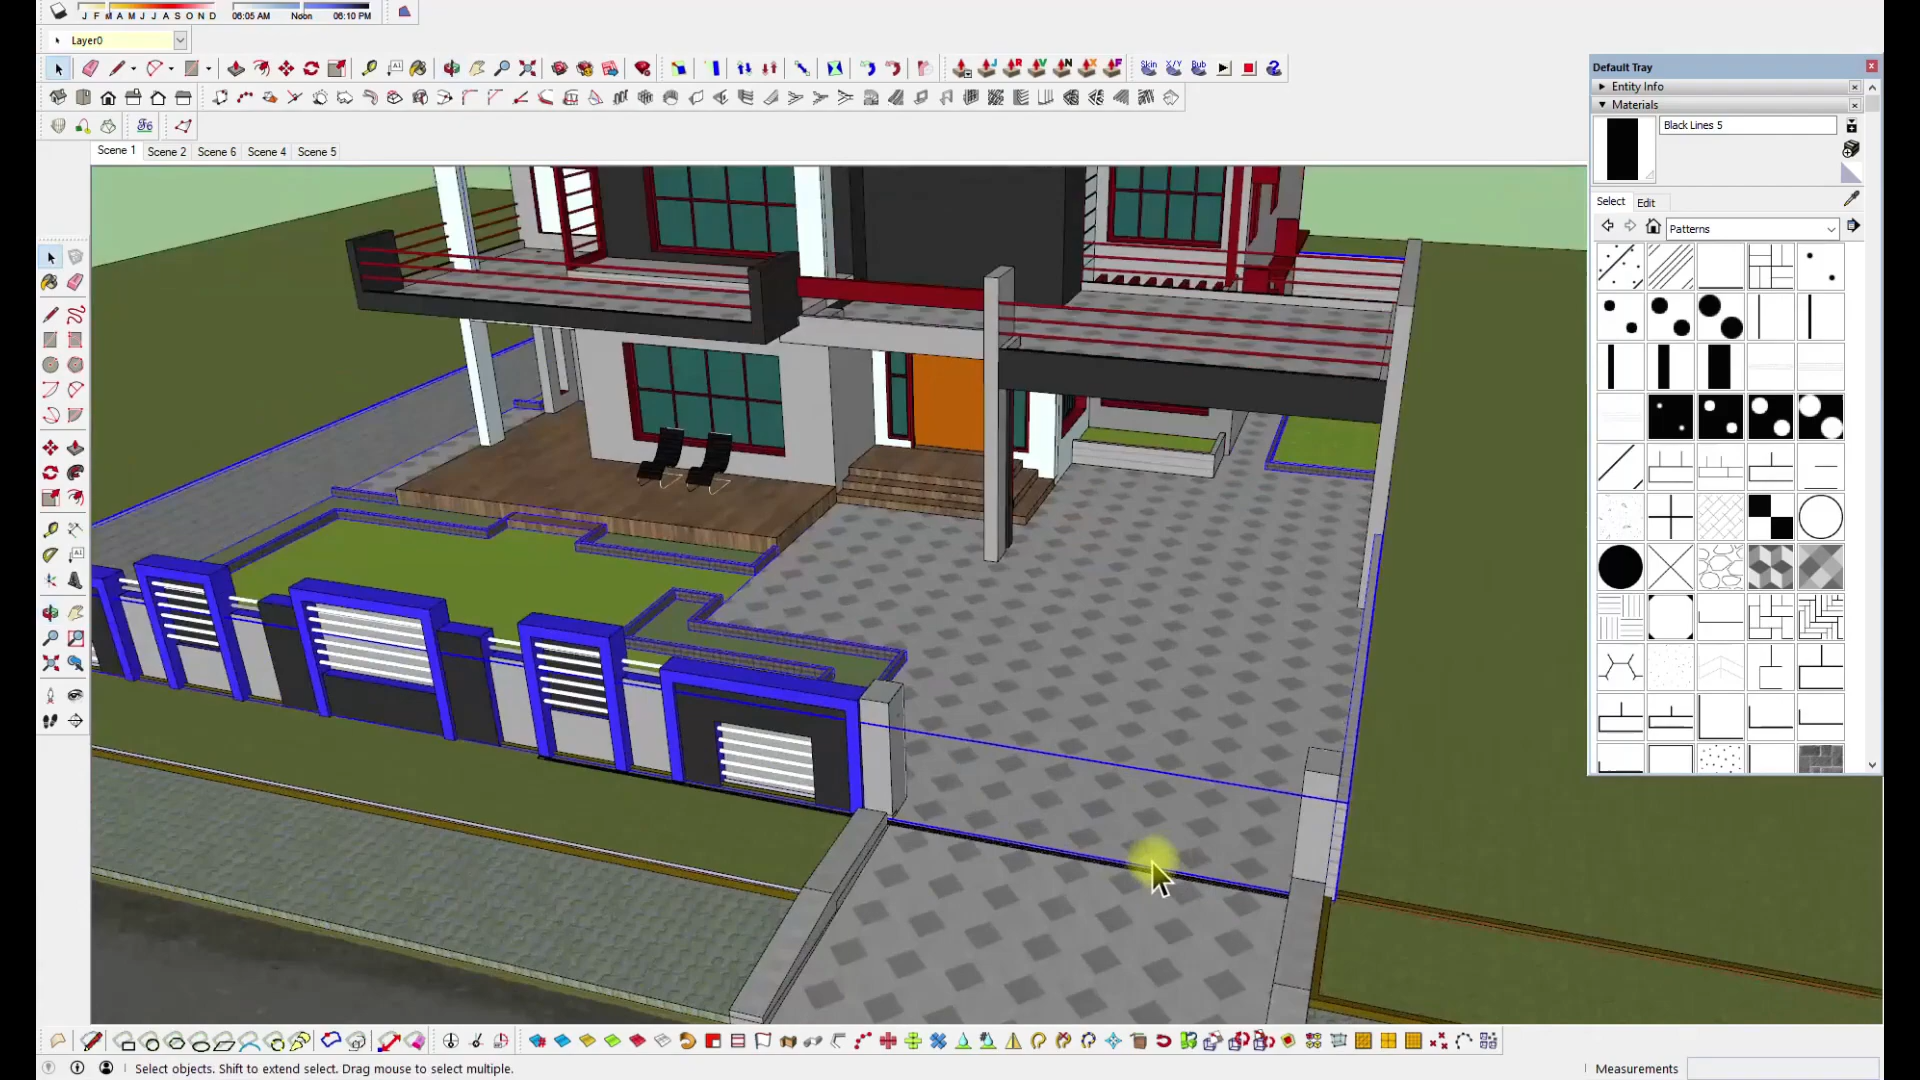 J F M A M J J A S O N D
06:05 AM Noon 06:10 PM
Layer0
Skin X/Y Bub
Scene 1 Scene 2 Scene 6 Scene 4 Scene 5
Default Tray
Entity Info
Materials
Black Lines 5
Select Edit
Patterns
Select objects. Shift to extend select. Drag mouse to select multiple.
Measurements